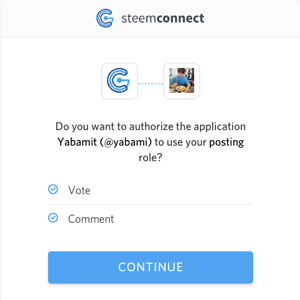 steemconnect
Do you want to authorize the application
Yabamit (@yabami) to use your posting
role?
Vote
Comment
CONTINUE